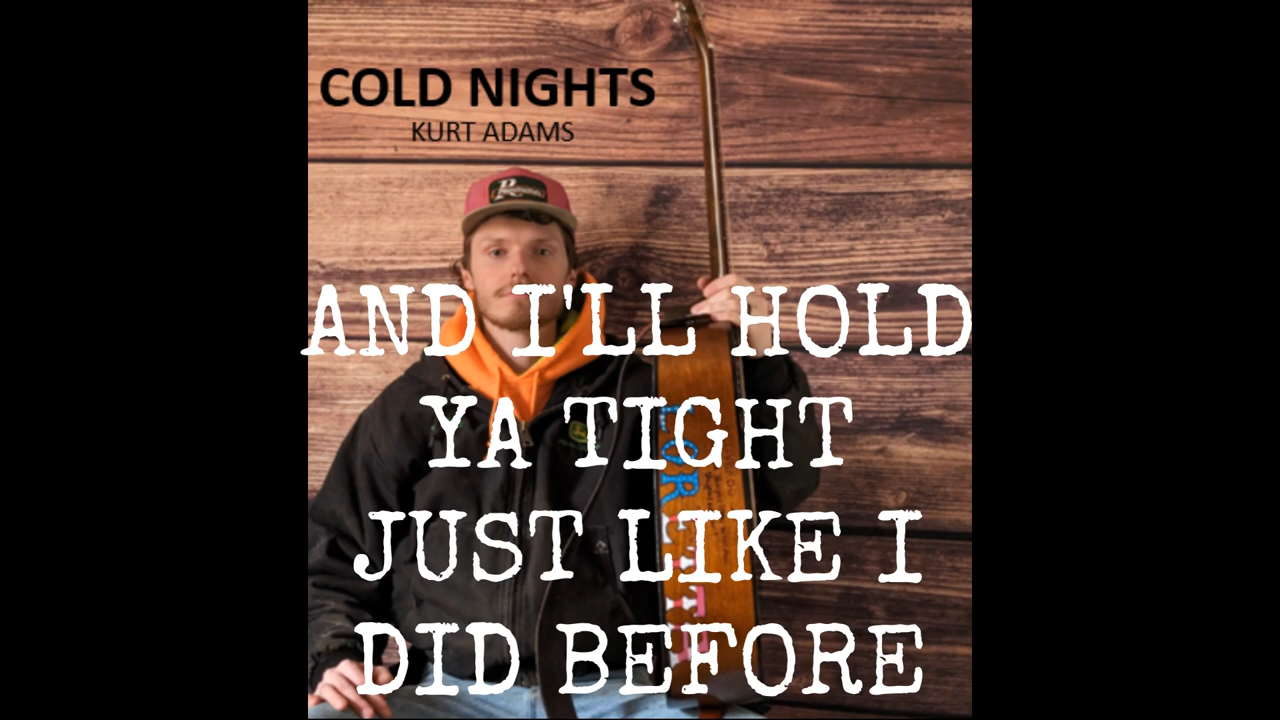 COLD NIGHTS
KURT ADAMS
AND I'LL HOLD
YA TIGHT
JUST LIKE I
DID BEFORE